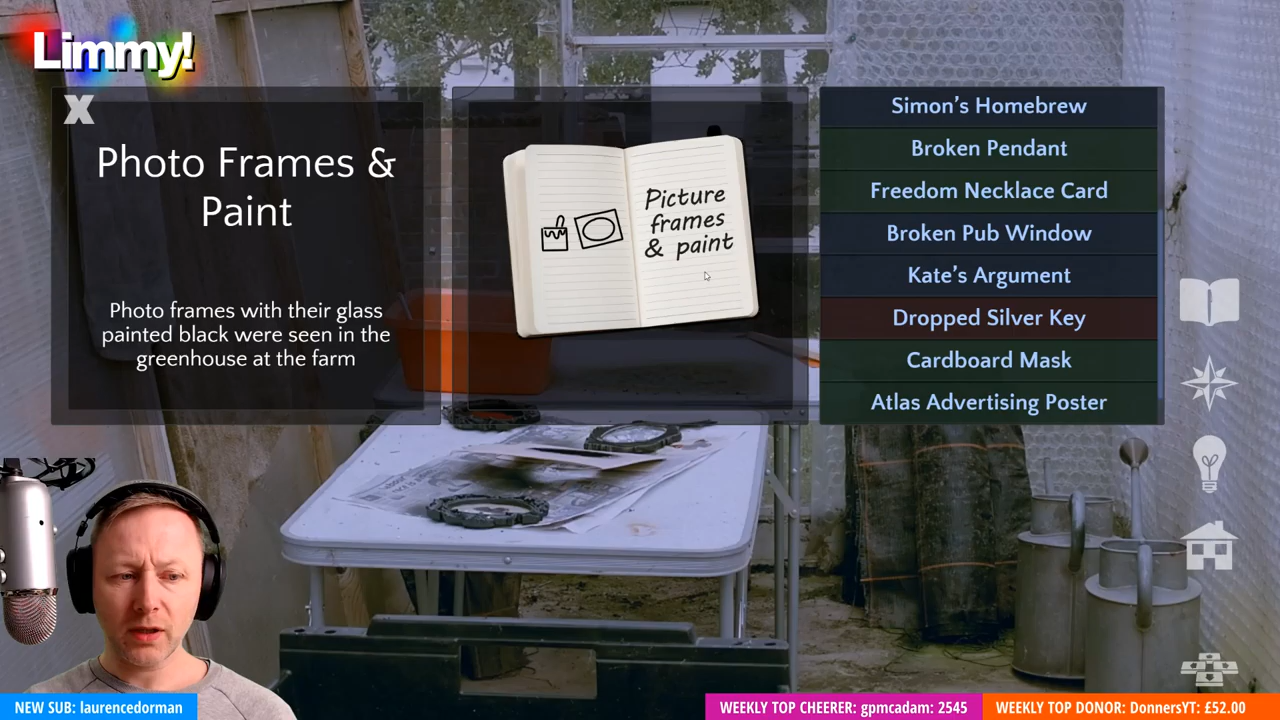 Limmy!
X
Photo Frames &
Paint
Photo frames with their glass
painted black were seen in the
greenhouse at the farm
Picture
frames
& paint
Simon's Homebrew
Broken Pendant
Freedom Necklace Card
Broken Pub Window
Kate's Argument
Dropped Silver Key
Cardboard Mask
Atlas Advertising Poster
NEW SUB: laurencedorman
WEEKLY TOP CHEERER: gpmcadam: 2545
WEEKLY TOP DONOR: DonnersYT: £52.00